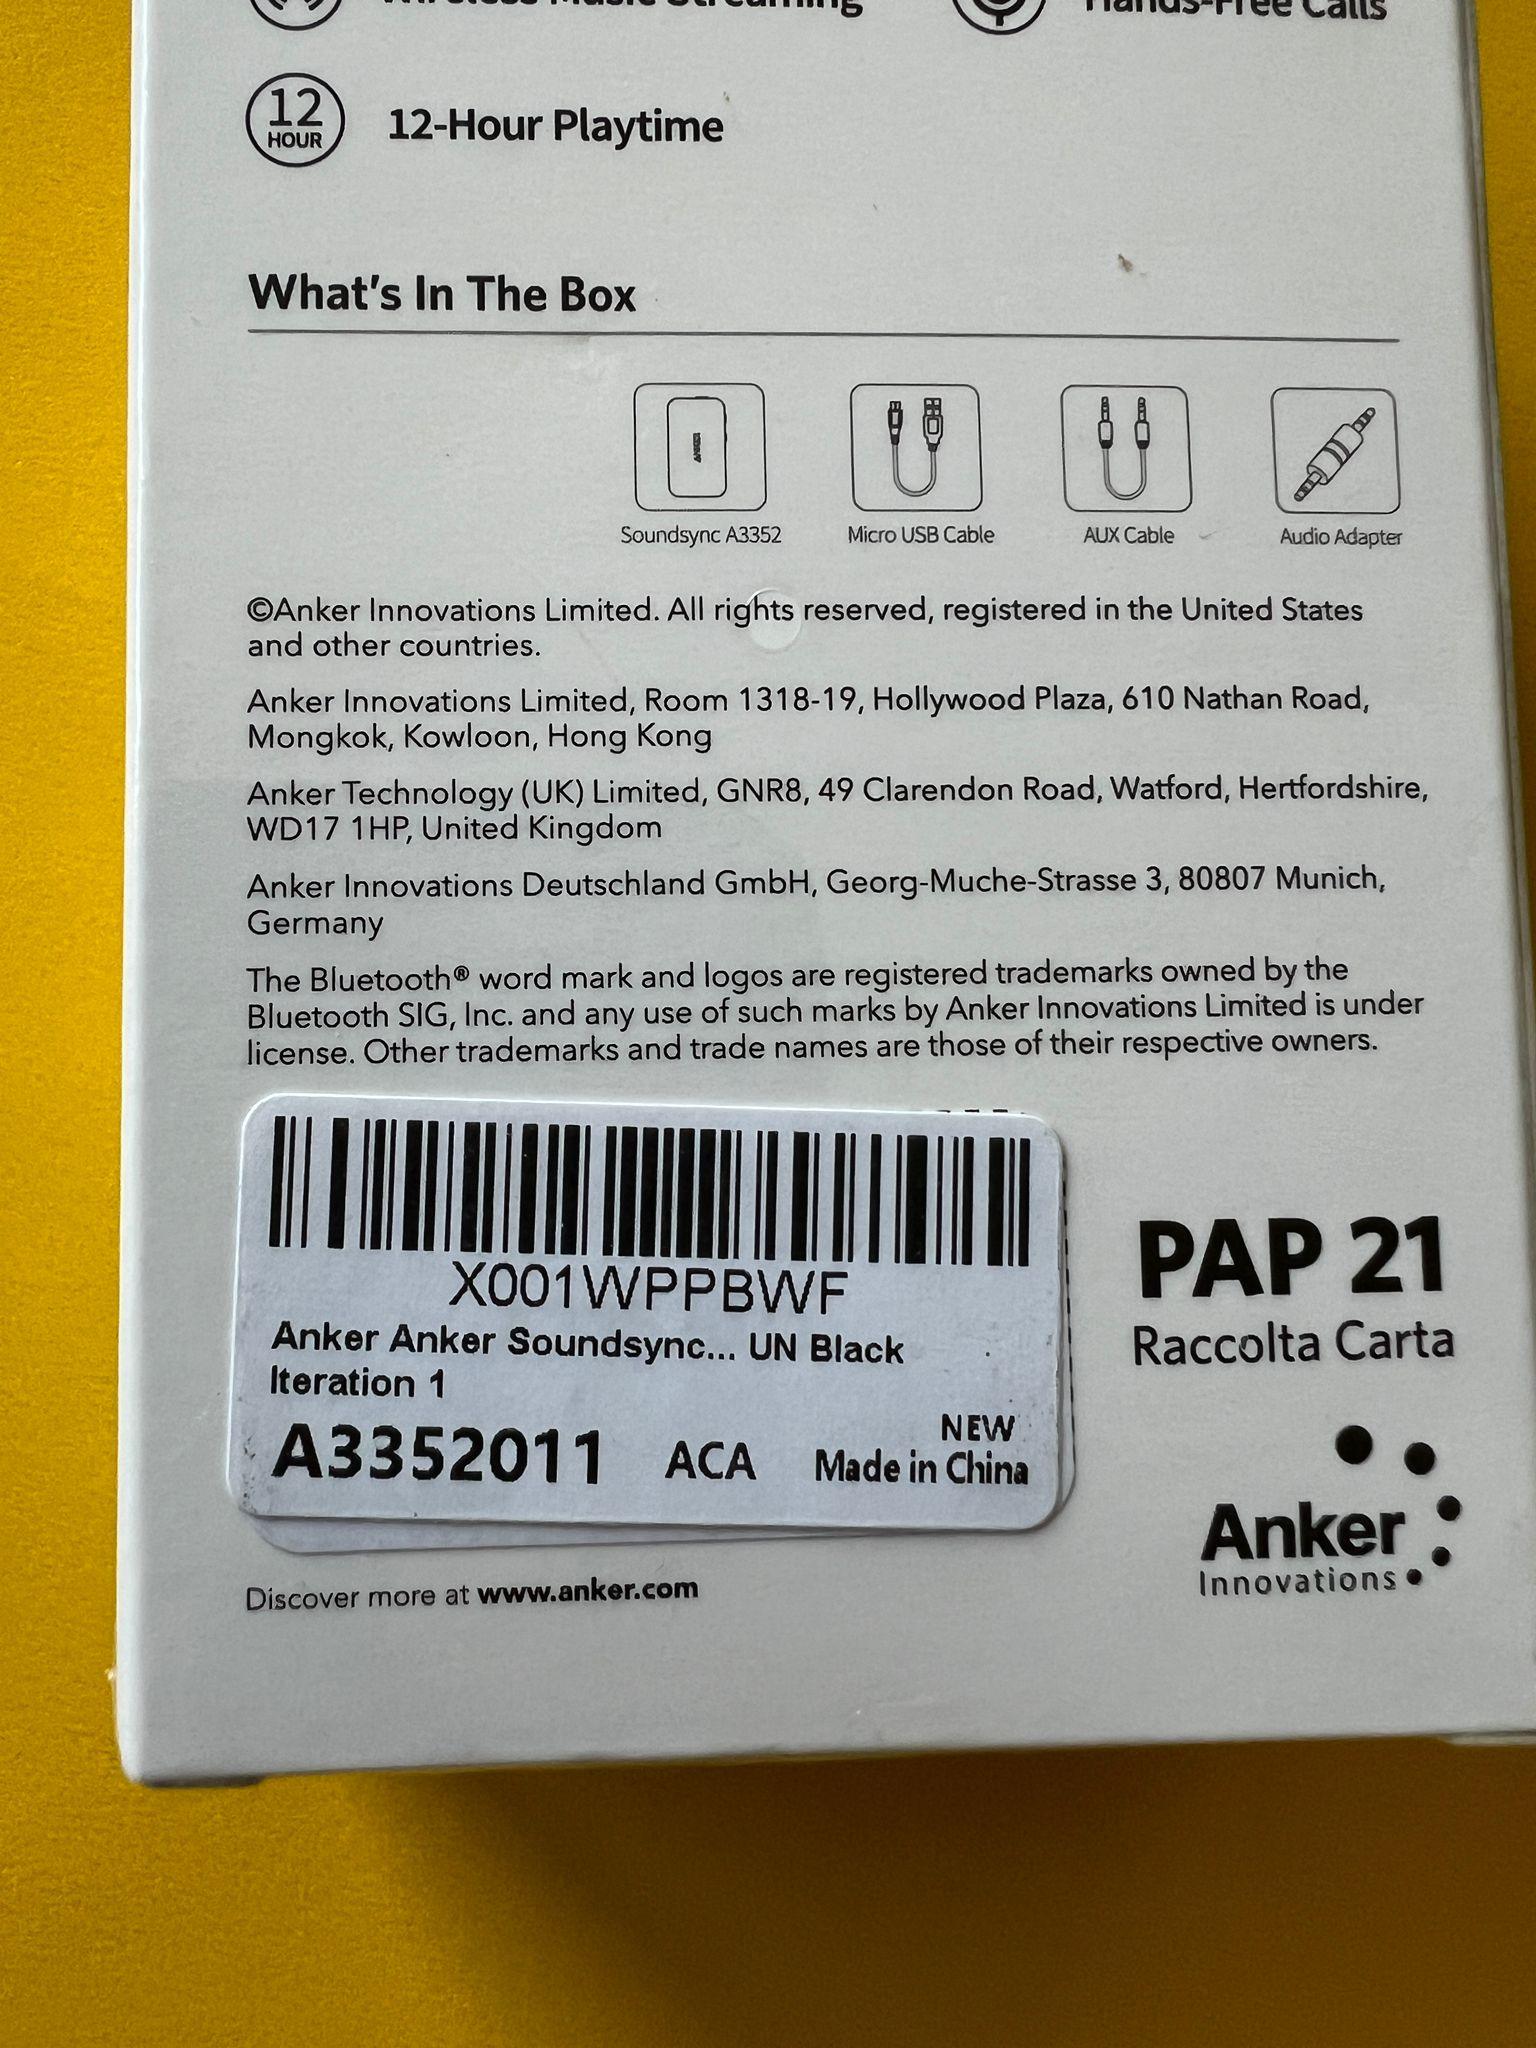 Wireless Music Streaming
Hands-Free Calls
12
HOUR
12-Hour Playtime
What's In The Box
ANKER
Soundsync A3352
Micro USB Cable
AUX Cable
Audio Adapter
©Anker Innovations Limited. All rights reserved, registered in the United States
and other countries.
Anker Innovations Limited, Room 1318-19, Hollywood Plaza, 610 Nathan Road,
Mongkok, Kowloon, Hong Kong
Anker Technology (UK) Limited, GNR8, 49 Clarendon Road, Watford, Hertfordshire,
WD17 1HP, United Kingdom
Anker Innovations Deutschland GmbH, Georg-Muche-Strasse 3, 80807 Munich,
Germany
The Bluetooth® word mark and logos are registered trademarks owned by the
Bluetooth SIG, Inc. and any use of such marks by Anker Innovations Limited is under
license. Other trademarks and trade names are those of their respective owners.
X001WPPBWF
Anker Anker Soundsync... UN Black
Iteration 1
NEW
A3352011 ACA Made in China
PAP 21
Raccolta Carta
Anker
Innovations
Discover more at www.anker.com